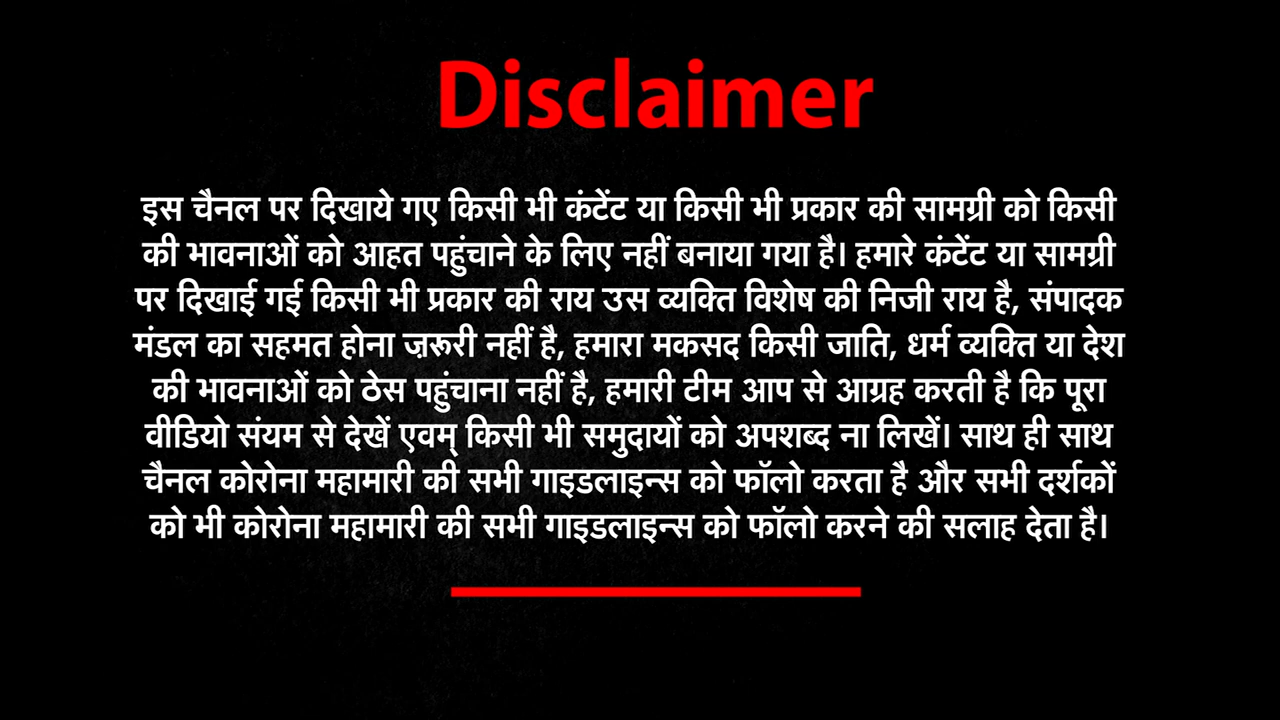 Disclaimer
इस चैनल पर दिखाये गए किसी भी कंटेंट या किसी भी प्रकार की सामग्री को किसी
की भावनाओं को आहत पहुंचाने के लिए नहीं बनाया गया है। हमारे कंटेंट या सामग्री
पर दिखाई गई किसी भी प्रकार की राय उस व्यक्ति विशेष की निजी राय है, संपादक
मंडल का सहमत होना ज़रूरी नहीं है, हमारा मकसद किसी जाति, धर्म व्यक्ति या देश
की भावनाओं को ठेस पहुंचाना नहीं है, हमारी टीम आप से आग्रह करती है कि पूरा
वीडियो संयम से देखें एवम् किसी भी समुदायों को अपशब्द ना लिखें। साथ ही साथ
चैनल कोरोना महामारी की सभी गाइडलाइन्स को फॉलो करता है और सभी दर्शकों
को भी कोरोना महामारी की सभी गाइडलाइन्स को फॉलो करने की सलाह देता है।